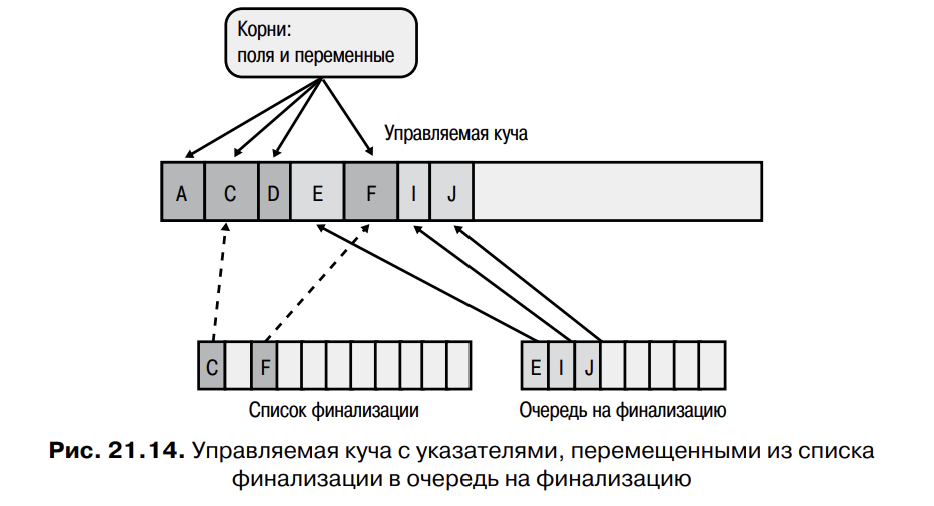 Корни:
поля и переменные
Управляемая куча
A C D E F I J
C F
E I J
Список финализации
Очередь на финализацию
Рис. 21.14. Управляемая куча с указателями, перемещенными из списка
финализации в очередь на финализацию